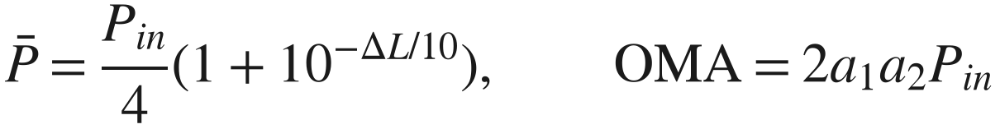 P̄ = P_in/4 (1 + 10^{−ΔL/10}), OMA = 2a₁a₂P_in